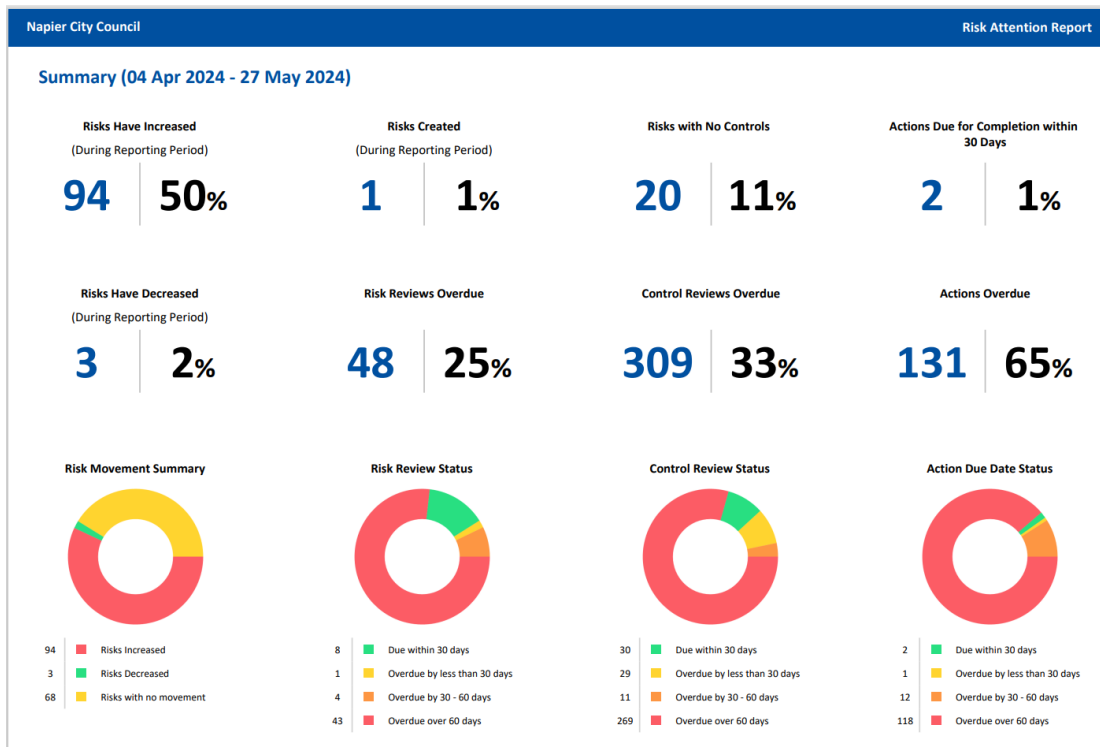 Napier City Council
Risk Attention Report
Summary (04 Apr 2024 - 27 May 2024)
Risks Have Increased
(During Reporting Period)
94
50%
Risks Created
(During Reporting Period)
1
1%
Risks with No Controls
20
11%
Actions Due for Completion within
30 Days
2
1%
Risks Have Decreased
(During Reporting Period)
3
2%
Risk Reviews Overdue
48
25%
Control Reviews Overdue
309
33%
Actions Overdue
131
65%
Risk Movement Summary
94 Risks Increased
3 Risks Decreased
68 Risks with no movement
Risk Review Status
8 Due within 30 days
1 Overdue by less than 30 days
4 Overdue by 30 - 60 days
43 Overdue over 60 days
Control Review Status
30 Due within 30 days
29 Overdue by less than 30 days
11 Overdue by 30 - 60 days
269 Overdue over 60 days
Action Due Date Status
2 Due within 30 days
1 Overdue by less than 30 days
12 Overdue by 30 - 60 days
118 Overdue over 60 days